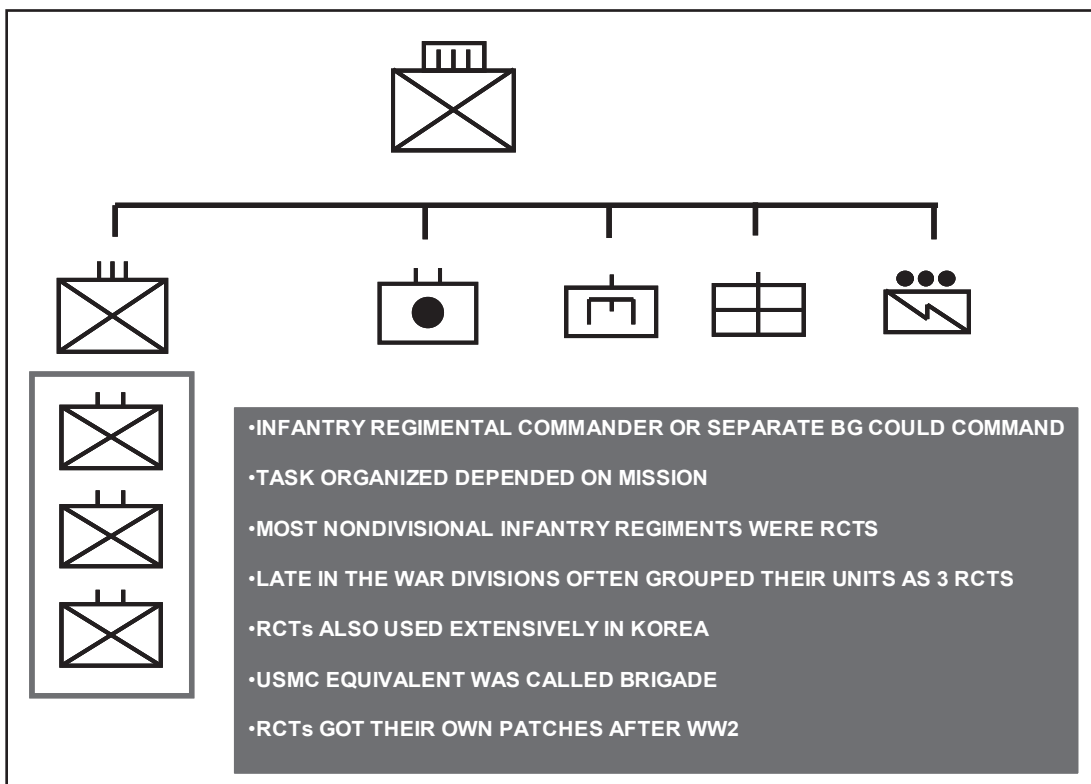 •INFANTRY REGIMENTAL COMMANDER OR SEPARATE BG COULD COMMAND
•TASK ORGANIZED DEPENDED ON MISSION
•MOST NONDIVISIONAL INFANTRY REGIMENTS WERE RCTS
•LATE IN THE WAR DIVISIONS OFTEN GROUPED THEIR UNITS AS 3 RCTS
•RCTs ALSO USED EXTENSIVELY IN KOREA
•USMC EQUIVALENT WAS CALLED BRIGADE
•RCTs GOT THEIR OWN PATCHES AFTER WW2